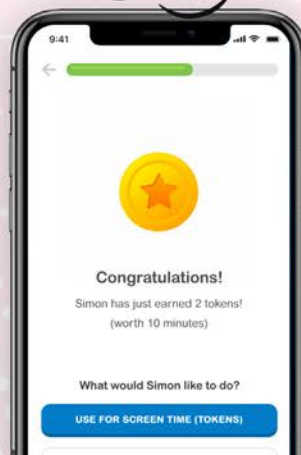 9:41
Congratulations!
Simon has just earned 2 tokens!
(worth 10 minutes)
What would Simon like to do?
USE FOR SCREEN TIME (TOKENS)